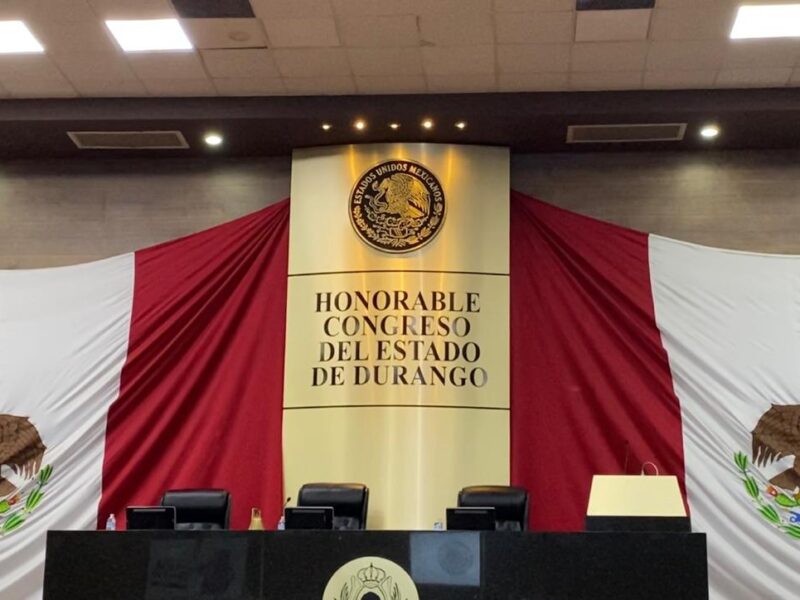 ESTADOS UNIDOS MEXICANOS
HONORABLE
CONGRESO
DEL ESTADO
DE DURANGO